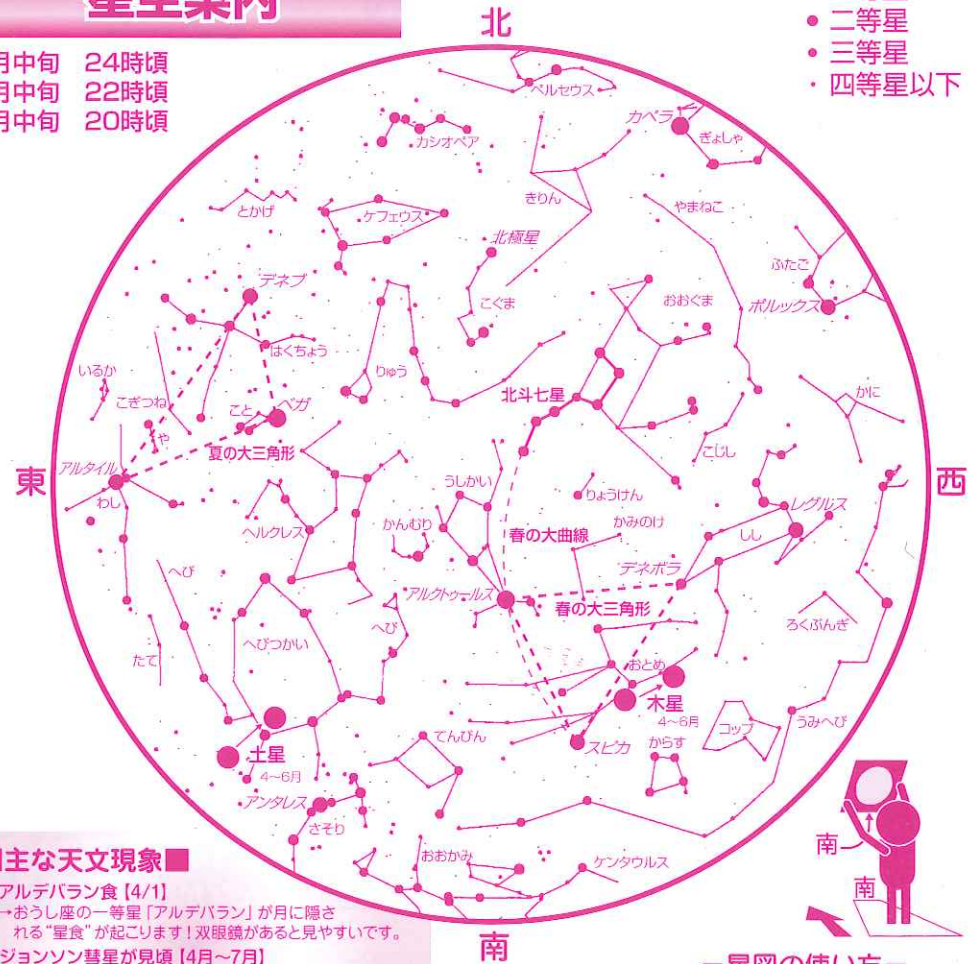 星空案内
月中旬 24時頃
月中旬 22時頃
月中旬 20時頃
二等星
三等星
四等星以下
北
ペルセウス
カペラ
ぎょしゃ
カシオペア
きりん
やまねこ
とかげ
ケフェウス
北極星
ふたご
デネブ
こぐま
おおぐま
ポルックス
はくちょう
いるか
りゅう
北斗七星
かに
こぎつね
こと
ベガ
や
夏の大三角形
こじし
東
アルタイル
わし
うしかい
りょうけん
西
レグルス
かんむり
かみのけ
しし
ヘルクレス
春の大曲線
デネボラ
へび
アルクトゥールス
春の大三角形
ろくぶんぎ
へび
へびつかい
たて
おとめ
木星
4〜6月
うみへび
コップ
てんびん
スピカ
からす
土星
4〜6月
アンタレス
さそり
おおかみ
ケンタウルス
南
南
南
主な天文現象■
アルデバラン食【4/1】
→おうし座の一等星「アルデバラン」が月に隠さ
れる“星食”が起こります！双眼鏡があると見やすいです。
ジョンソン彗星が見頃【4月〜7月】
星図の使い方